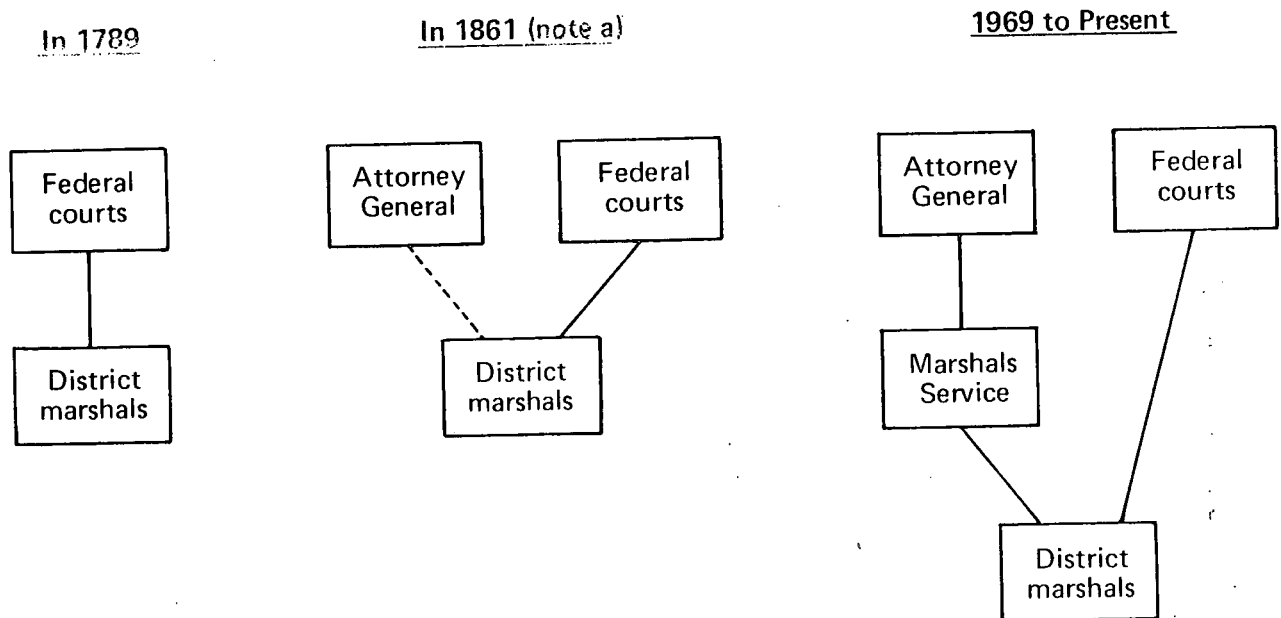 In 1789
Federal
courts
District
marshals
In 1861 (note a)
Attorney
General
Federal
courts
District
marshals
1969 to Present
Attorney
General
Federal
courts
Marshals
Service
District
marshals